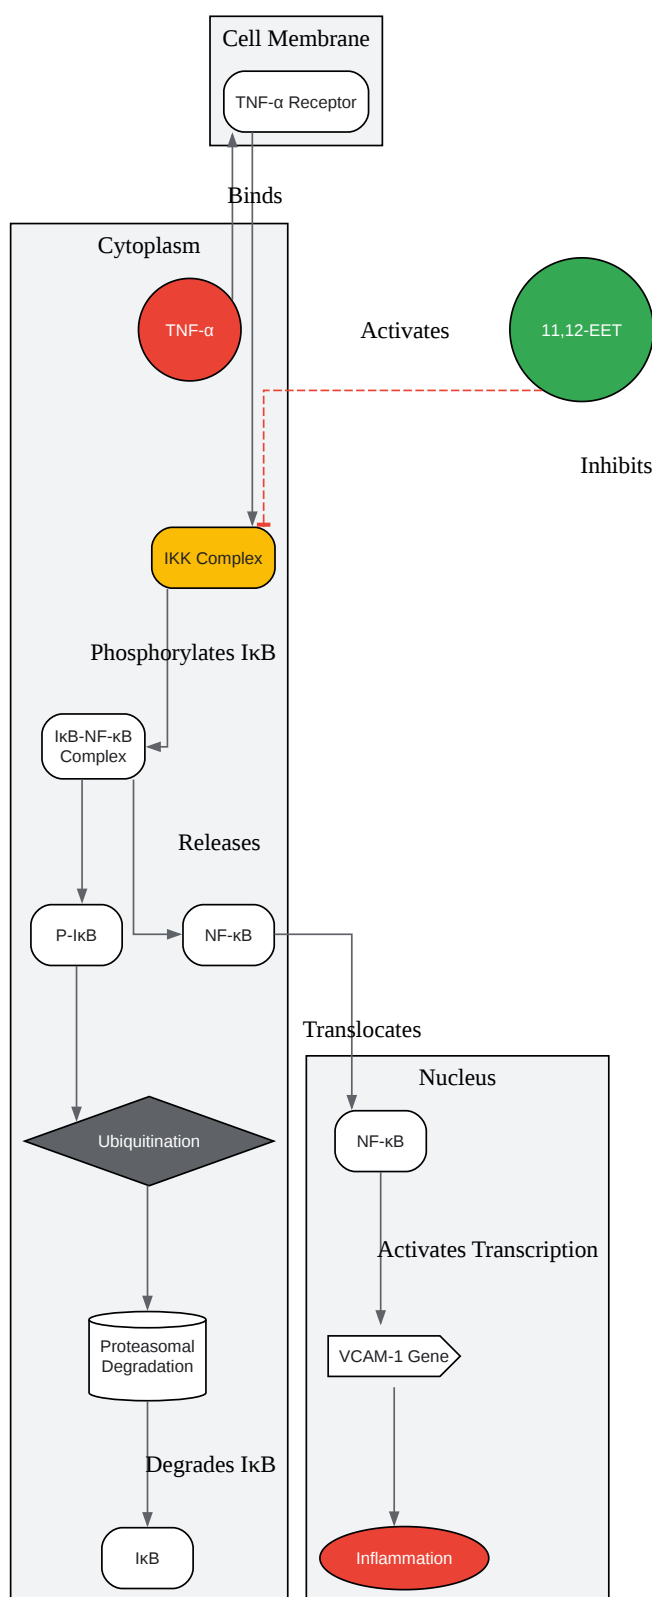 Cell Membrane
TNF-α Receptor
Binds
Cytoplasm
TNF-α
Activates
11,12-EET
Inhibits
IKK Complex
Phosphorylates IκB
IκB-NF-κB
Complex
Releases
P-IκB
NF-κB
Translocates
Nucleus
NF-κB
Ubiquitination
Activates Transcription
Proteasomal
Degradation
VCAM-1 Gene
Degrades IκB
IκB
Inflammation